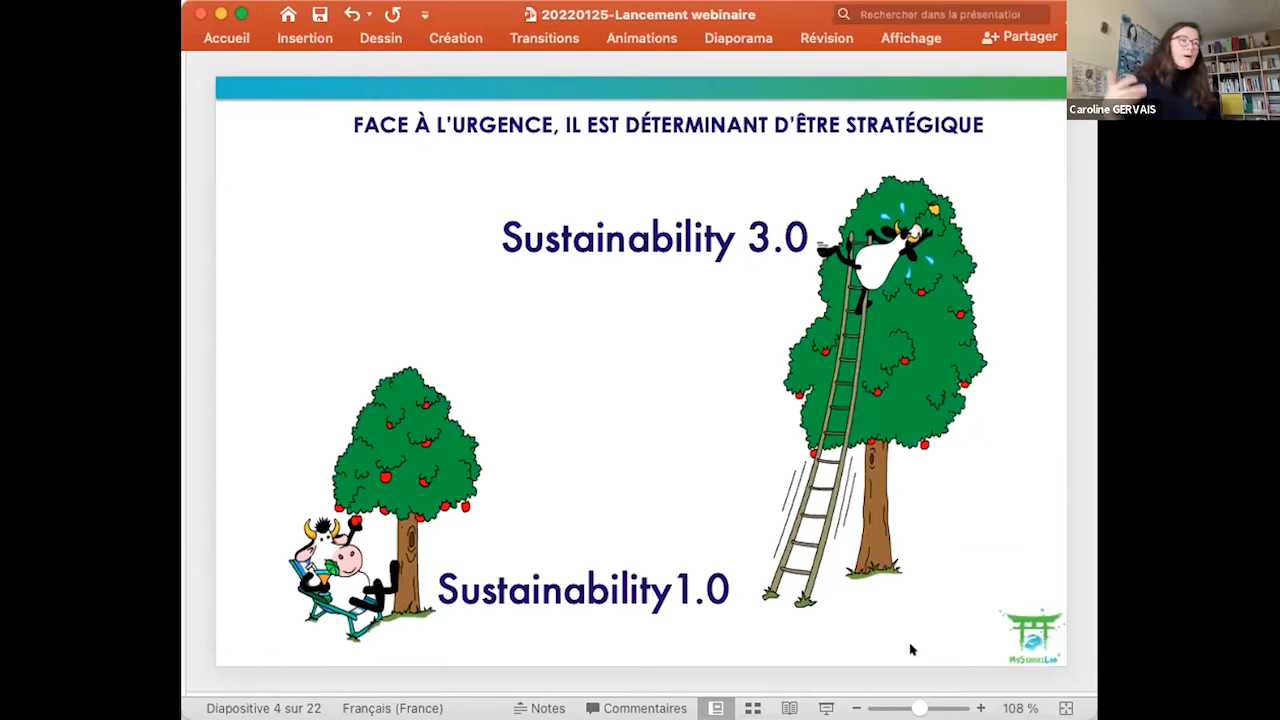 20220125-Lancement webinaire
Rechercher dans la présentation
Accueil Insertion Dessin Création Transitions Animations Diaporama Révision Affichage Partager
Caroline GERVAIS
FACE À L'URGENCE, IL EST DÉTERMINANT D'ÊTRE STRATÉGIQUE
Sustainability 3.0
Sustainability1.0
MySenseiLab
Diapositive 4 sur 22 Français (France) Notes Commentaires 108 %